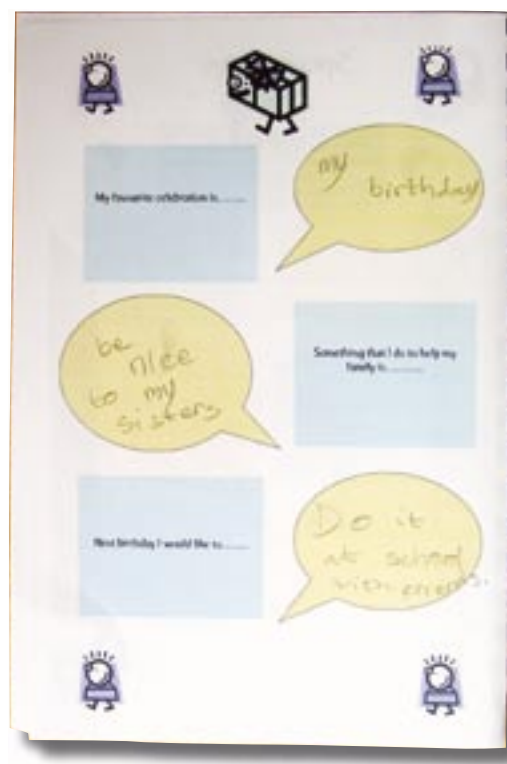 My favourite celebration is........
my
birthday
be
nice
to my
sisters
Something that I do to help my
family is..........
Next birthday I would like to........
Do it
at school
with